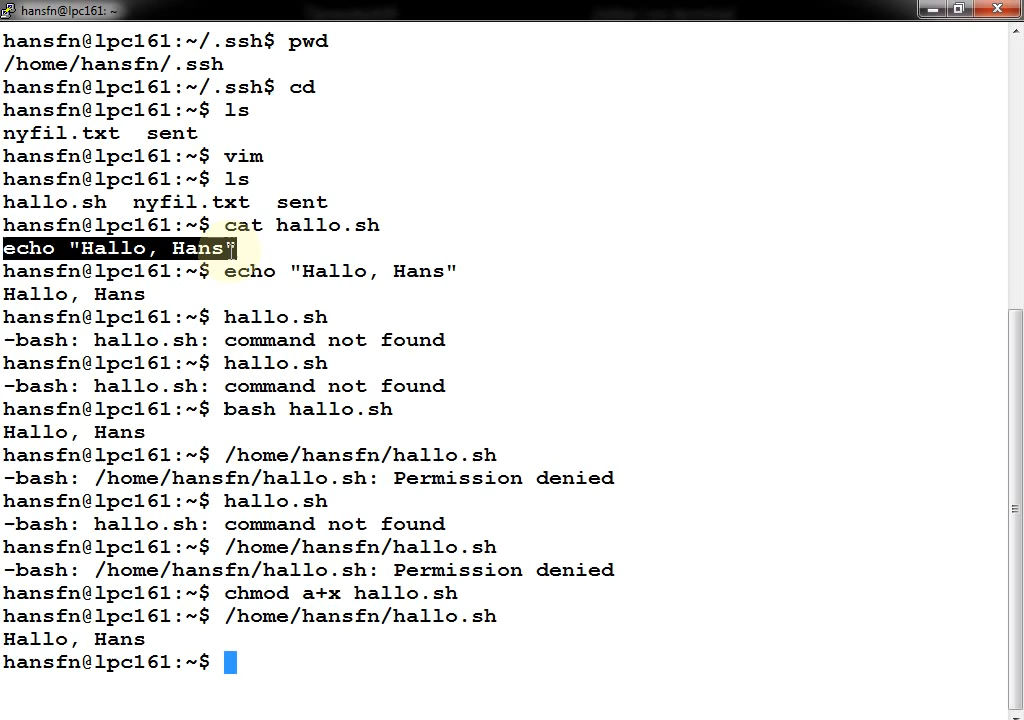 hansfn@lpc161: ~
hansfn@lpc161:~/.ssh$ pwd
/home/hansfn/.ssh
hansfn@lpc161:~/.ssh$ cd
hansfn@lpc161:~$ ls
nyfil.txt  sent
hansfn@lpc161:~$ vim
hansfn@lpc161:~$ ls
hallo.sh  nyfil.txt  sent
hansfn@lpc161:~$ cat hallo.sh
echo "Hallo, Hans"
hansfn@lpc161:~$ echo "Hallo, Hans"
Hallo, Hans
hansfn@lpc161:~$ hallo.sh
-bash: hallo.sh: command not found
hansfn@lpc161:~$ hallo.sh
-bash: hallo.sh: command not found
hansfn@lpc161:~$ bash hallo.sh
Hallo, Hans
hansfn@lpc161:~$ /home/hansfn/hallo.sh
-bash: /home/hansfn/hallo.sh: Permission denied
hansfn@lpc161:~$ hallo.sh
-bash: hallo.sh: command not found
hansfn@lpc161:~$ /home/hansfn/hallo.sh
-bash: /home/hansfn/hallo.sh: Permission denied
hansfn@lpc161:~$ chmod a+x hallo.sh
hansfn@lpc161:~$ /home/hansfn/hallo.sh
Hallo, Hans
hansfn@lpc161:~$